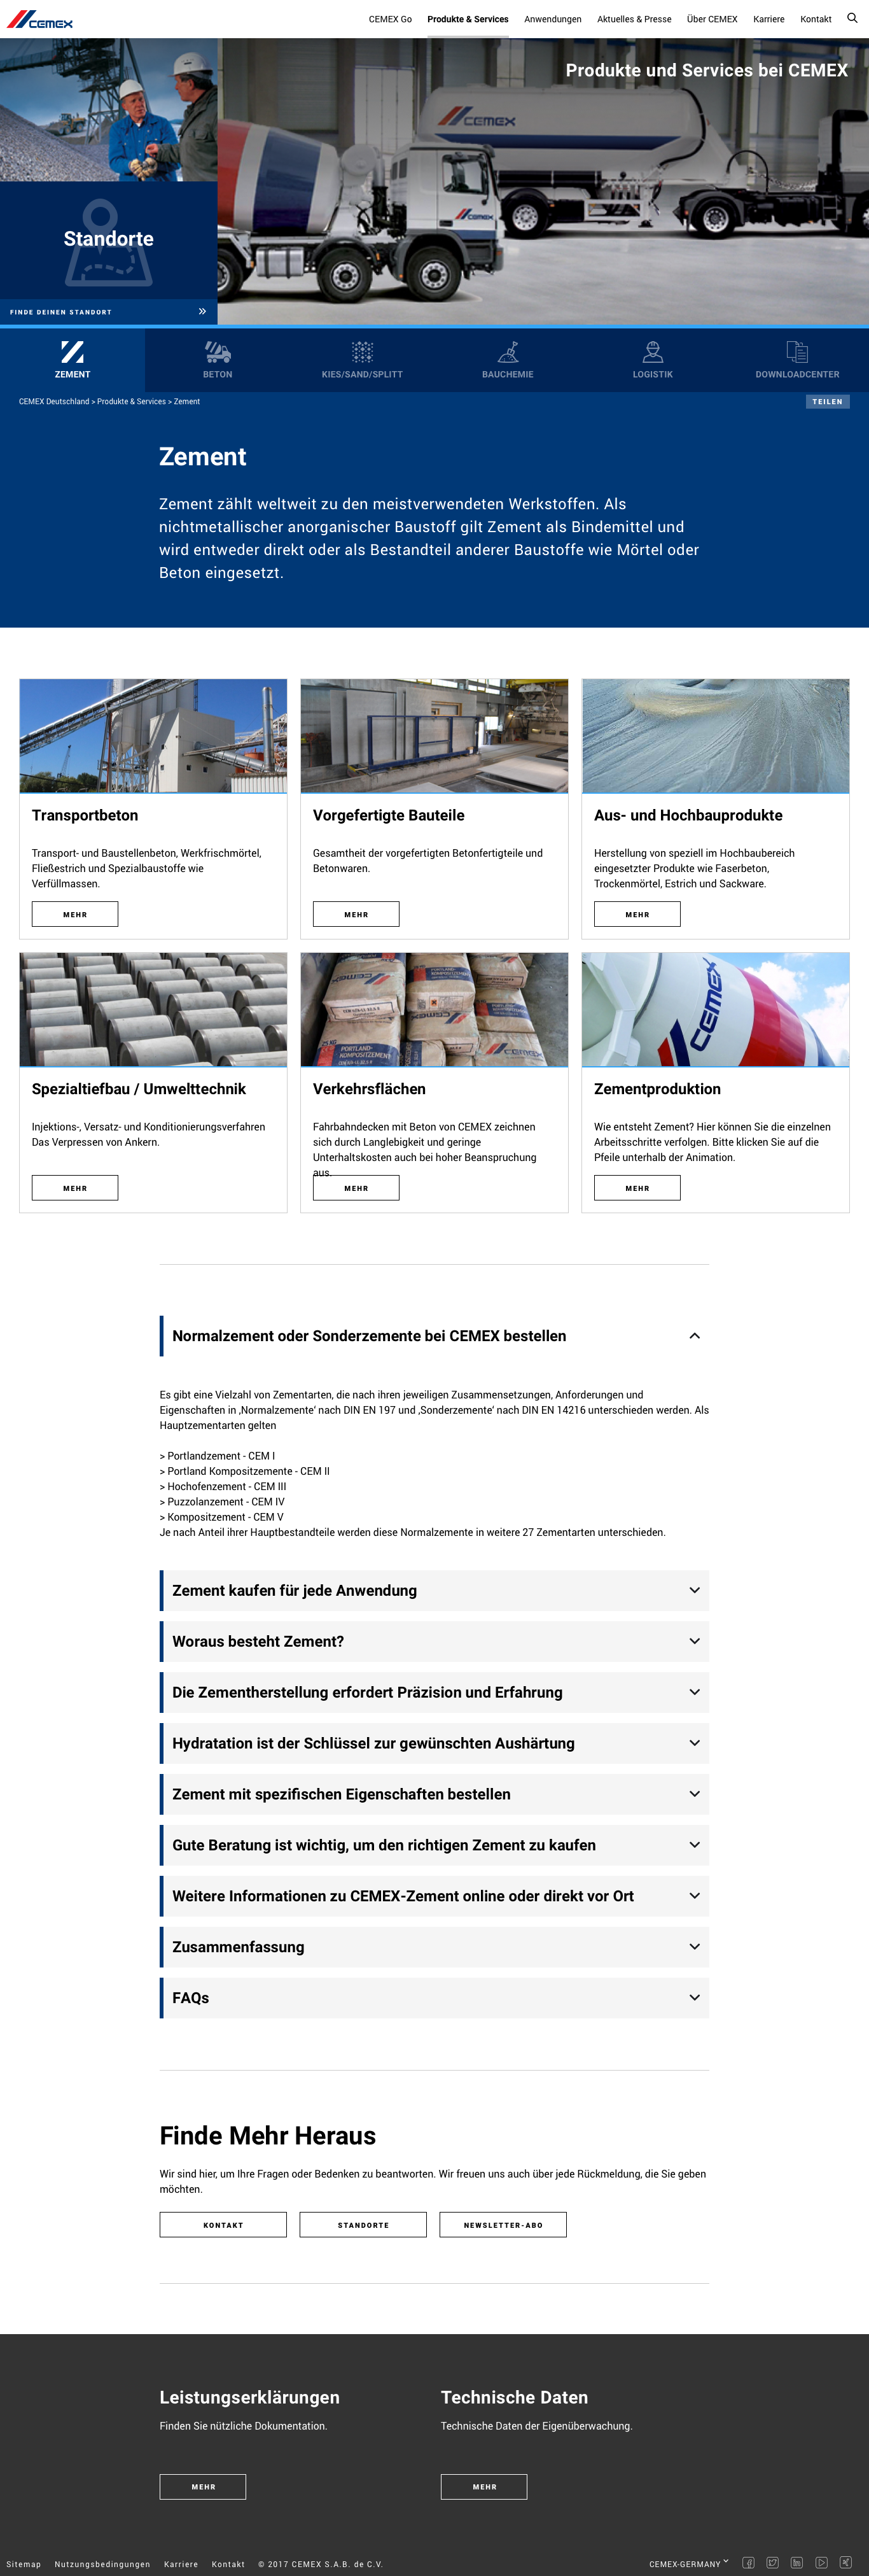 CEMEX
CEMEX Go
Produkte & Services
Anwendungen
Aktuelles & Presse
Über CEMEX
Karriere
Kontakt
Produkte und Services bei CEMEX
CEMEX
CEMEX
Standorte
FINDE DEINEN STANDORT
ZEMENT
BETON
KIES/SAND/SPLITT
BAUCHEMIE
LOGISTIK
DOWNLOADCENTER
CEMEX Deutschland > Produkte & Services > Zement
TEILEN
Zement
Zement zählt weltweit zu den meistverwendeten Werkstoffen. Als
nichtmetallischer anorganischer Baustoff gilt Zement als Bindemittel und
wird entweder direkt oder als Bestandteil anderer Baustoffe wie Mörtel oder
Beton eingesetzt.
Transportbeton
Transport- und Baustellenbeton, Werkfrischmörtel,
Fließestrich und Spezialbaustoffe wie
Verfüllmassen.
MEHR
Vorgefertigte Bauteile
Gesamtheit der vorgefertigten Betonfertigteile und
Betonwaren.
MEHR
Aus- und Hochbauprodukte
Herstellung von speziell im Hochbaubereich
eingesetzter Produkte wie Faserbeton,
Trockenmörtel, Estrich und Sackware.
MEHR
Spezialtiefbau / Umwelttechnik
Injektions-, Versatz- und Konditionierungsverfahren
Das Verpressen von Ankern.
MEHR
CEMEX
PORTLAND-
KOMPOSITZEMENT
CEMEX
Verkehrsflächen
Fahrbahndecken mit Beton von CEMEX zeichnen
sich durch Langlebigkeit und geringe
Unterhaltskosten auch bei hoher Beanspruchung
aus.
MEHR
CEMEX
Zementproduktion
Wie entsteht Zement? Hier können Sie die einzelnen
Arbeitsschritte verfolgen. Bitte klicken Sie auf die
Pfeile unterhalb der Animation.
MEHR
Normalzement oder Sonderzemente bei CEMEX bestellen
Es gibt eine Vielzahl von Zementarten, die nach ihren jeweiligen Zusammensetzungen, Anforderungen und
Eigenschaften in ‚Normalzemente‘ nach DIN EN 197 und ‚Sonderzemente‘ nach DIN EN 14216 unterschieden werden. Als
Hauptzementarten gelten
> Portlandzement - CEM I
> Portland Kompositzemente - CEM II
> Hochofenzement - CEM III
> Puzzolanzement - CEM IV
> Kompositzement - CEM V
Je nach Anteil ihrer Hauptbestandteile werden diese Normalzemente in weitere 27 Zementarten unterschieden.
Zement kaufen für jede Anwendung
Woraus besteht Zement?
Die Zementherstellung erfordert Präzision und Erfahrung
Hydratation ist der Schlüssel zur gewünschten Aushärtung
Zement mit spezifischen Eigenschaften bestellen
Gute Beratung ist wichtig, um den richtigen Zement zu kaufen
Weitere Informationen zu CEMEX-Zement online oder direkt vor Ort
Zusammenfassung
FAQs
Finde Mehr Heraus
Wir sind hier, um Ihre Fragen oder Bedenken zu beantworten. Wir freuen uns auch über jede Rückmeldung, die Sie geben
möchten.
KONTAKT
STANDORTE
NEWSLETTER-ABO
Leistungserklärungen
Finden Sie nützliche Dokumentation.
MEHR
Technische Daten
Technische Daten der Eigenüberwachung.
MEHR
Sitemap
Nutzungsbedingungen
Karriere
Kontakt
© 2017 CEMEX S.A.B. de C.V.
CEMEX-GERMANY